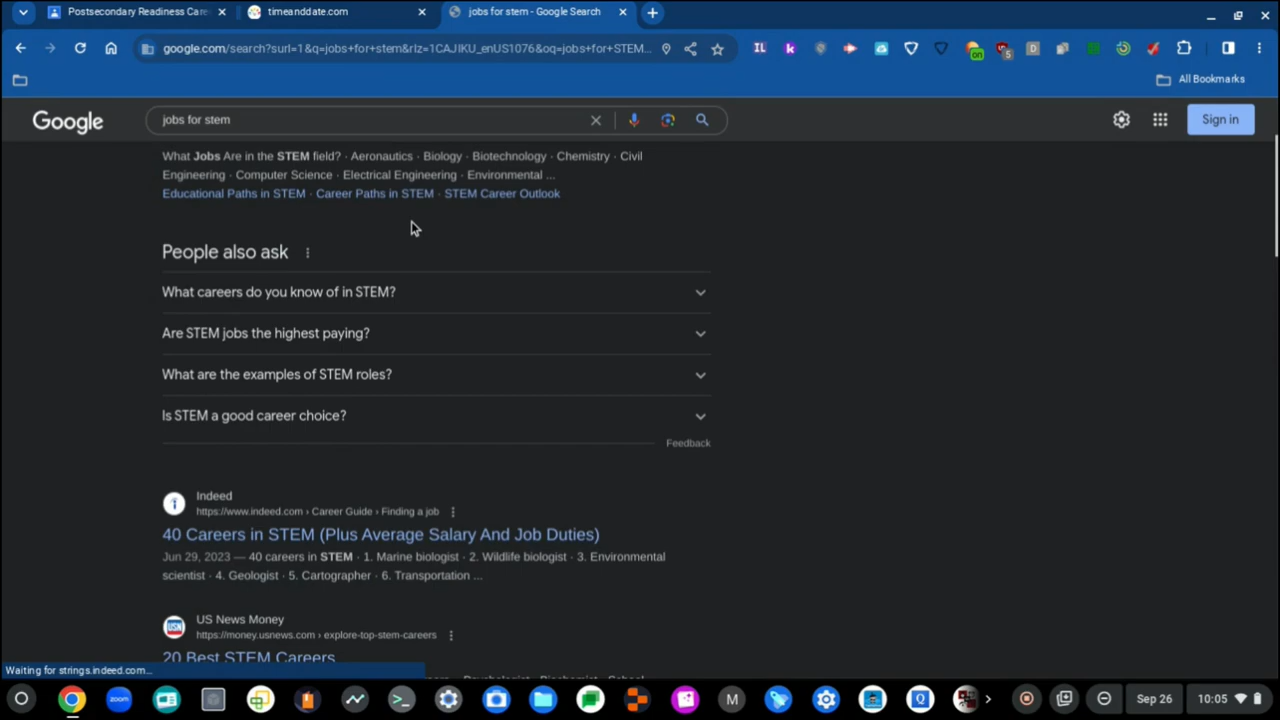 Postsecondary Readiness Care
timeanddate.com
jobs for stem - Google Search
google.com/search?surl=1&q=jobs+for+stem&rlz=1CAJIKU_enUS1076&oq=jobs+for+STEM...
All Bookmarks
Google
jobs for stem
Sign in
What Jobs Are in the STEM field? · Aeronautics · Biology · Biotechnology · Chemistry · Civil
Engineering · Computer Science · Electrical Engineering · Environmental ...
Educational Paths in STEM · Career Paths in STEM · STEM Career Outlook
People also ask
What careers do you know of in STEM?
Are STEM jobs the highest paying?
What are the examples of STEM roles?
Is STEM a good career choice?
Feedback
Indeed
https://www.indeed.com › Career Guide › Finding a job
40 Careers in STEM (Plus Average Salary And Job Duties)
Jun 29, 2023 — 40 careers in STEM · 1. Marine biologist · 2. Wildlife biologist · 3. Environmental
scientist · 4. Geologist · 5. Cartographer · 6. Transportation ...
US News Money
https://money.usnews.com › explore-top-stem-careers
20 Best STEM Careers
Waiting for strings.indeed.com...
Sep 26
10:05